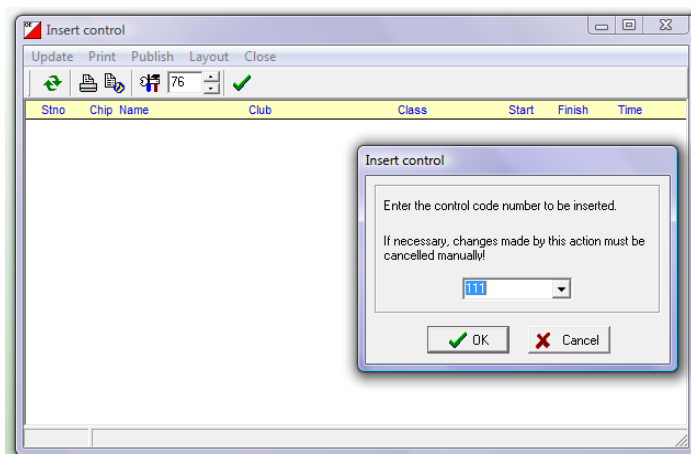 OE
Insert control
Update Print Publish Layout Close
76
Stno Chip Name Club Class Start Finish Time
Insert control
Enter the control code number to be inserted.
If necessary, changes made by this action must be
cancelled manually!
111
OK Cancel